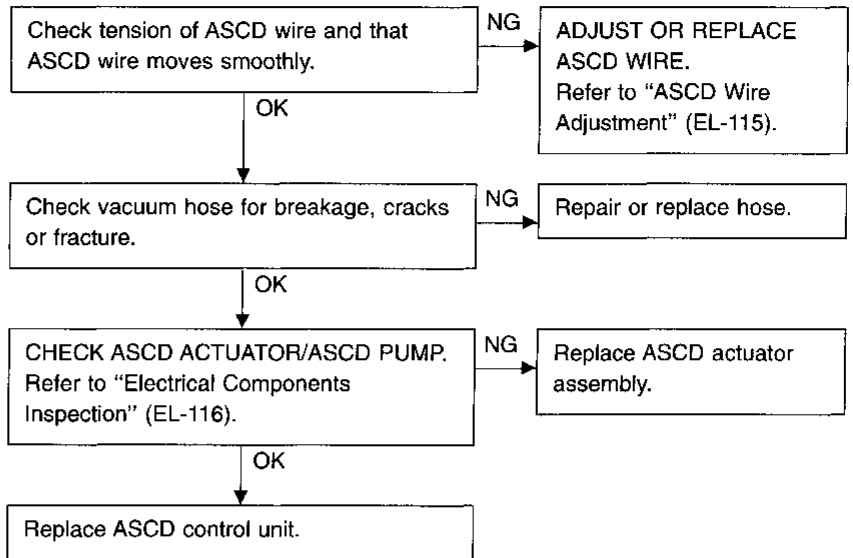 Check tension of ASCD wire and that
ASCD wire moves smoothly.
NG
ADJUST OR REPLACE
ASCD WIRE.
Refer to “ASCD Wire
Adjustment” (EL-115).
OK
Check vacuum hose for breakage, cracks
or fracture.
NG
Repair or replace hose.
OK
CHECK ASCD ACTUATOR/ASCD PUMP.
Refer to “Electrical Components
Inspection” (EL-116).
NG
Replace ASCD actuator
assembly.
OK
Replace ASCD control unit.